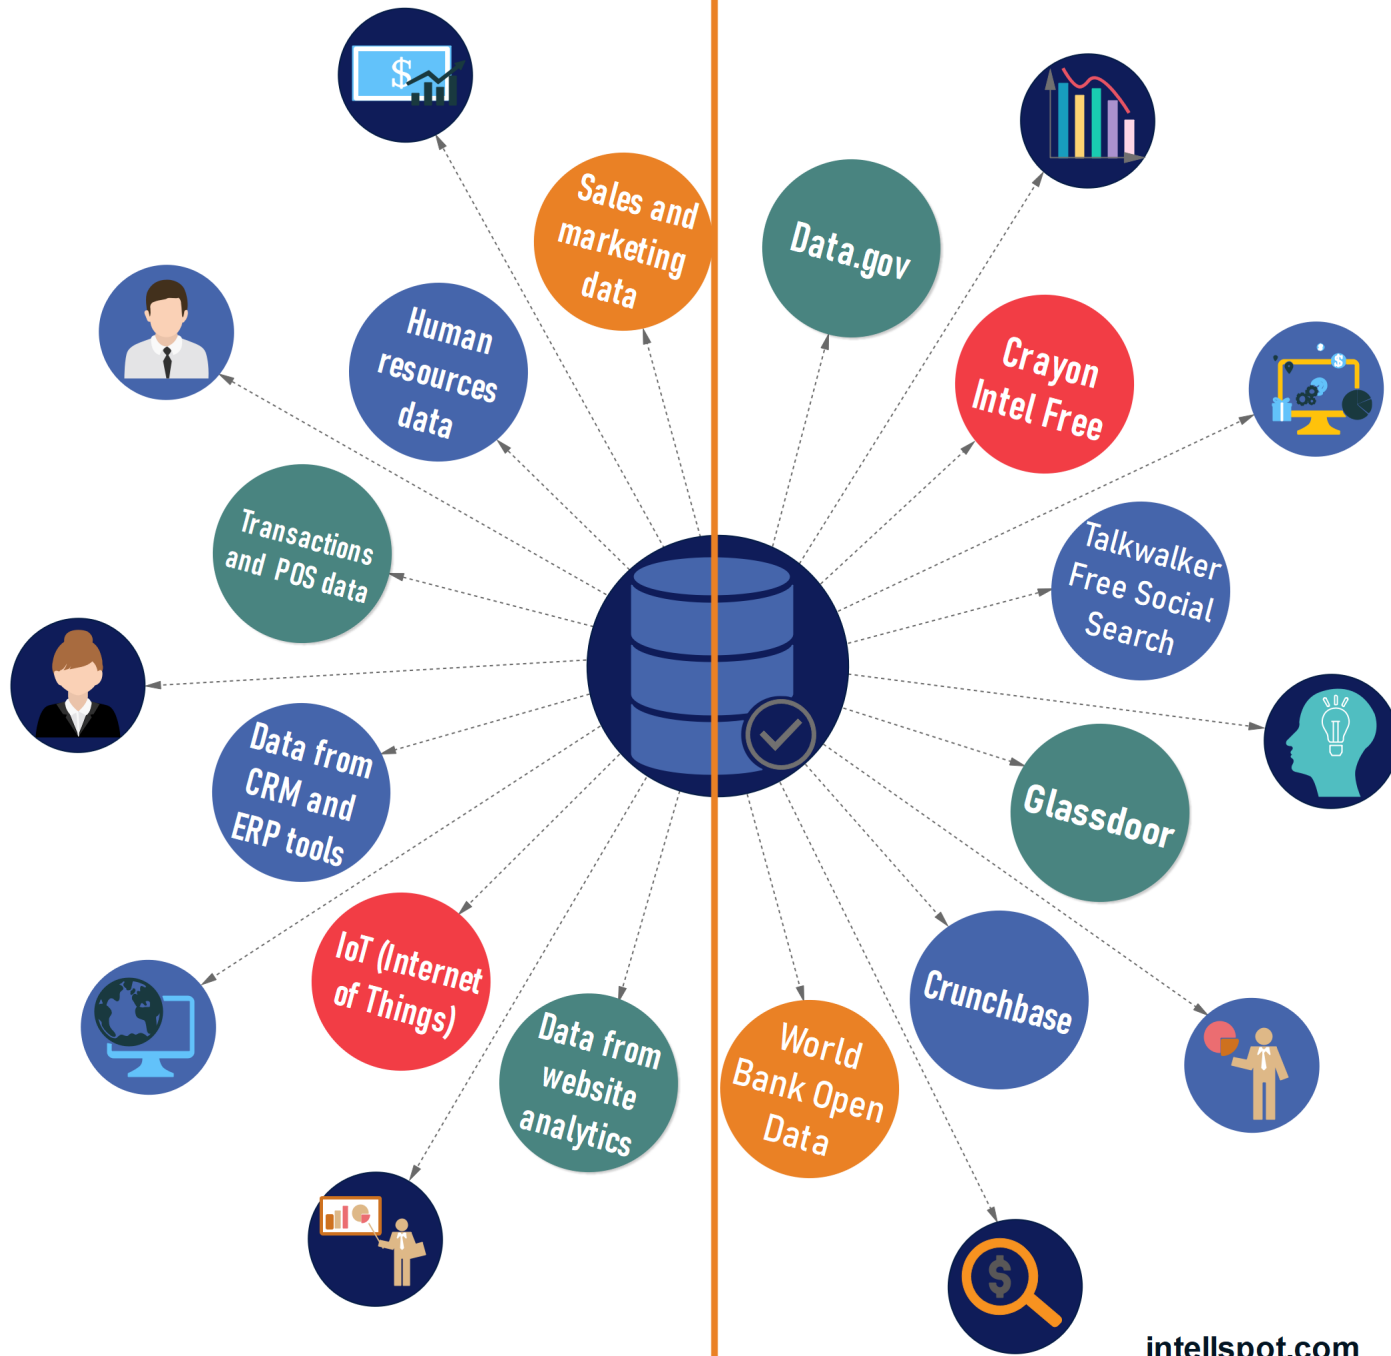 Sales and
marketing
data
Human
resources
data
Transactions
and POS data
Data from
CRM and
ERP tools
IoT (Internet
of Things)
Data from
website
analytics
Data.gov
Crayon
Intel Free
Talkwalker
Free Social
Search
Glassdoor
Crunchbase
World
Bank Open
Data
$
$
$
intellspot.com